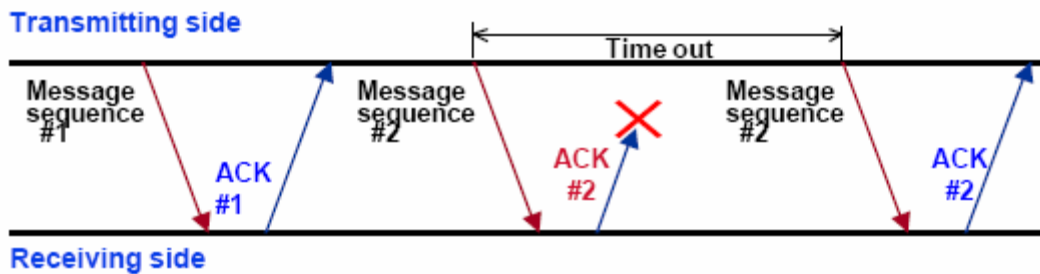 Transmitting side
Time out
Message
sequence
#1
ACK
#1
Message
sequence
#2
ACK
#2
Message
sequence
#2
ACK
#2
Receiving side